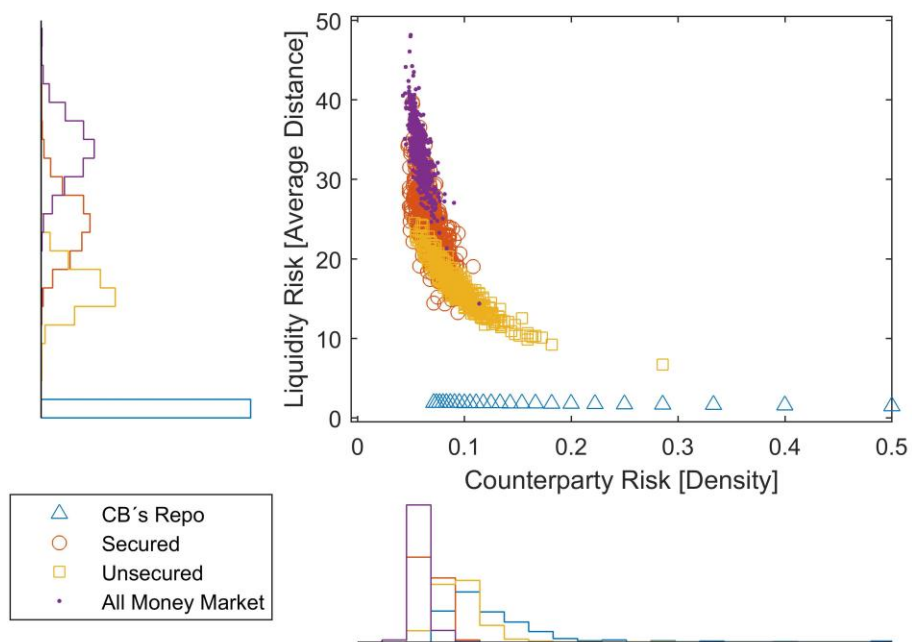 50
40
30
20
10
0
Liquidity Risk [Average Distance]
0 0.1 0.2 0.3 0.4 0.5
Counterparty Risk [Density]
CB´s Repo
Secured
Unsecured
All Money Market